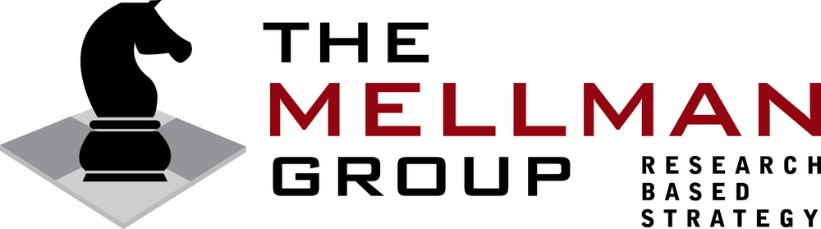 THE
MELLMAN
GROUP
RESEARCH
BASED
STRATEGY